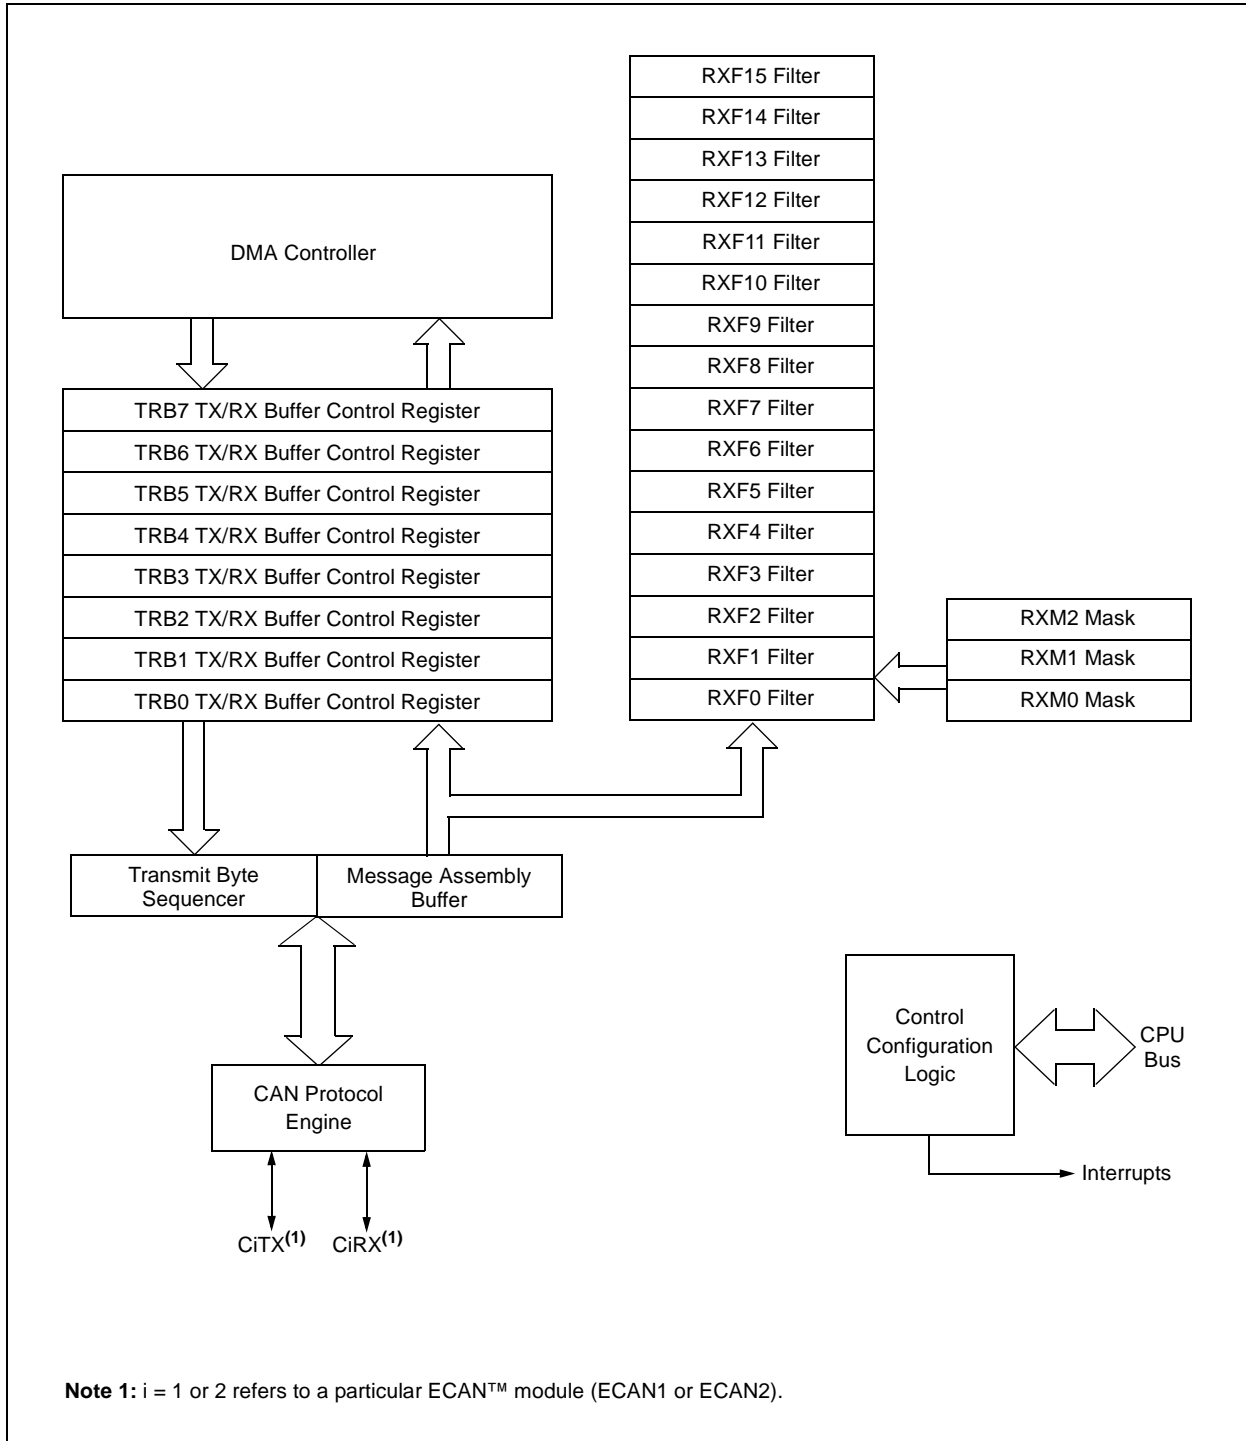 RXF15 Filter
RXF14 Filter
RXF13 Filter
RXF12 Filter
RXF11 Filter
RXF10 Filter
RXF9 Filter
RXF8 Filter
RXF7 Filter
RXF6 Filter
RXF5 Filter
RXF4 Filter
RXF3 Filter
RXF2 Filter
RXF1 Filter
RXF0 Filter
DMA Controller
TRB7 TX/RX Buffer Control Register
TRB6 TX/RX Buffer Control Register
TRB5 TX/RX Buffer Control Register
TRB4 TX/RX Buffer Control Register
TRB3 TX/RX Buffer Control Register
TRB2 TX/RX Buffer Control Register
TRB1 TX/RX Buffer Control Register
TRB0 TX/RX Buffer Control Register
RXM2 Mask
RXM1 Mask
RXM0 Mask
Transmit Byte
Sequencer
Message Assembly
Buffer
Control
Configuration
Logic
CPU
Bus
CAN Protocol
Engine
Interrupts
CiTX(1)
CiRX(1)
Note 1: i = 1 or 2 refers to a particular ECAN™ module (ECAN1 or ECAN2).